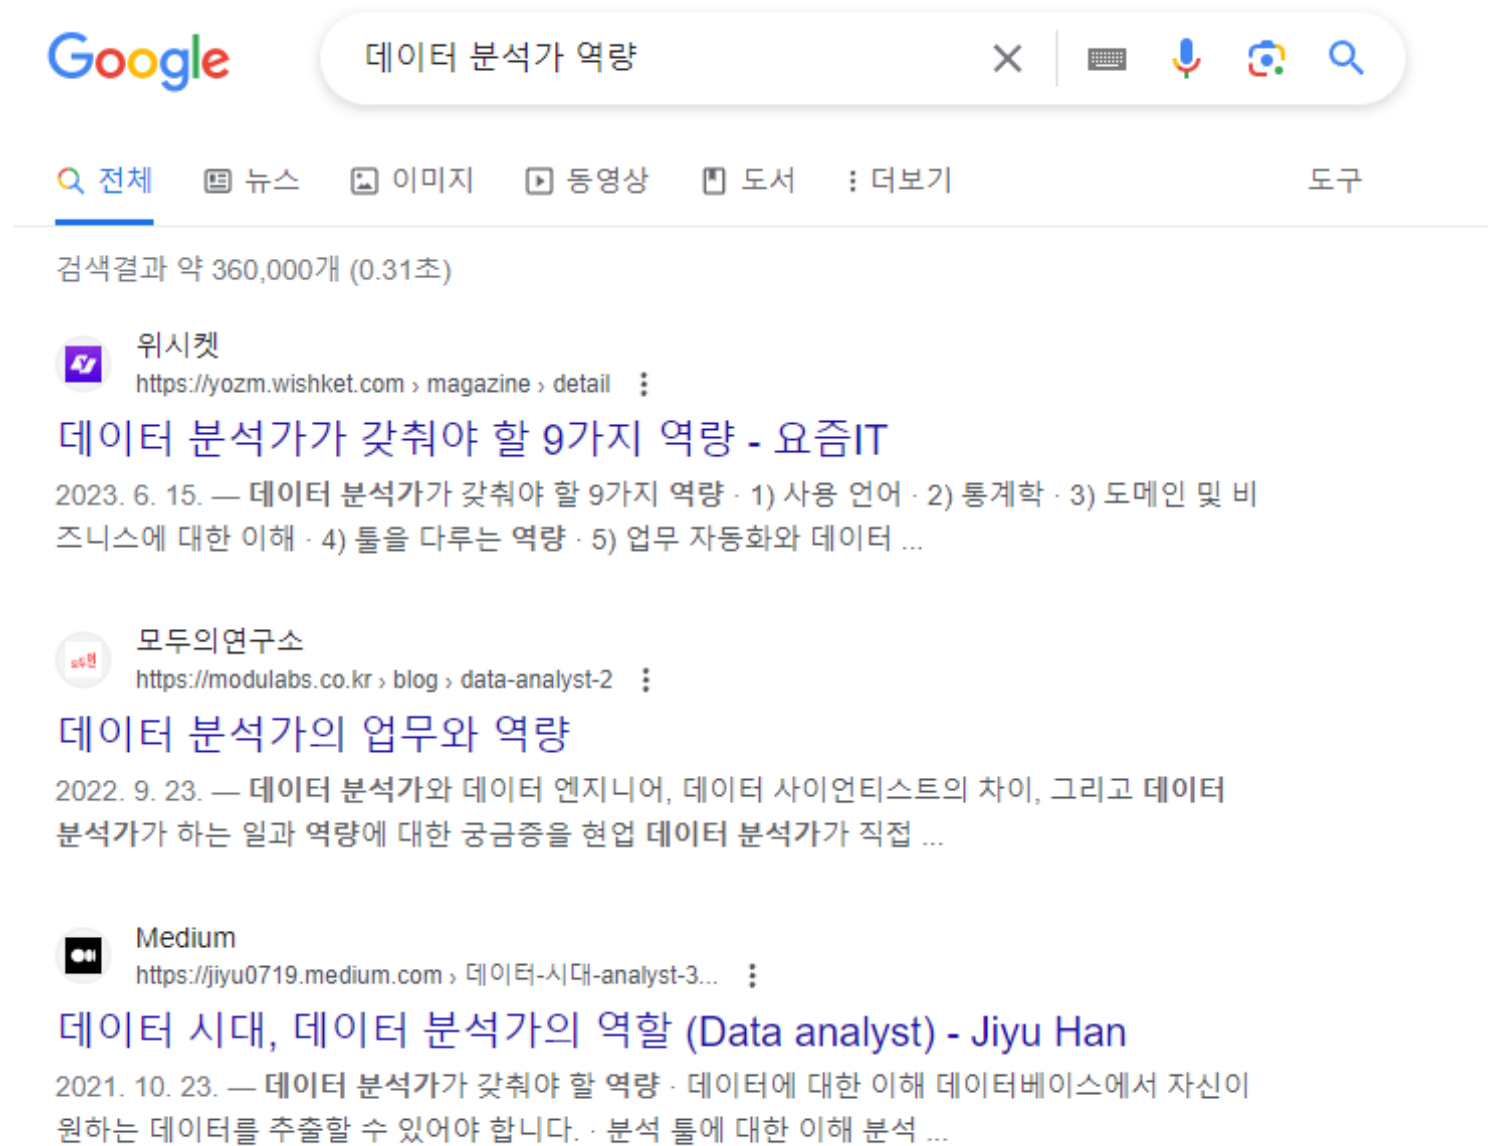 Google 데이터 분석가 역량
전체 뉴스 이미지 동영상 도서 더보기 도구
검색결과 약 360,000개 (0.31초)
위시켓
https://yozm.wishket.com › magazine › detail
데이터 분석가가 갖춰야 할 9가지 역량 - 요즘IT
2023. 6. 15. — 데이터 분석가가 갖춰야 할 9가지 역량 · 1) 사용 언어 · 2) 통계학 · 3) 도메인 및 비
즈니스에 대한 이해 · 4) 툴을 다루는 역량 · 5) 업무 자동화와 데이터 ...
모두의연구소
모두연
https://modulabs.co.kr › blog › data-analyst-2
데이터 분석가의 업무와 역량
2022. 9. 23. — 데이터 분석가와 데이터 엔지니어, 데이터 사이언티스트의 차이, 그리고 데이터
분석가가 하는 일과 역량에 대한 궁금증을 현업 데이터 분석가가 직접 ...
Medium
https://jiyu0719.medium.com › 데이터-시대-analyst-3...
데이터 시대, 데이터 분석가의 역할 (Data analyst) - Jiyu Han
2021. 10. 23. — 데이터 분석가가 갖춰야 할 역량 · 데이터에 대한 이해 데이터베이스에서 자신이
원하는 데이터를 추출할 수 있어야 합니다. · 분석 툴에 대한 이해 분석 ...